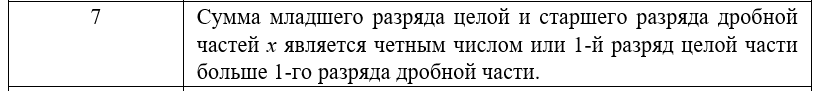 7
Сумма младшего разряда целой и старшего разряда дробной
частей x является четным числом или 1-й разряд целой части
больше 1-го разряда дробной части.